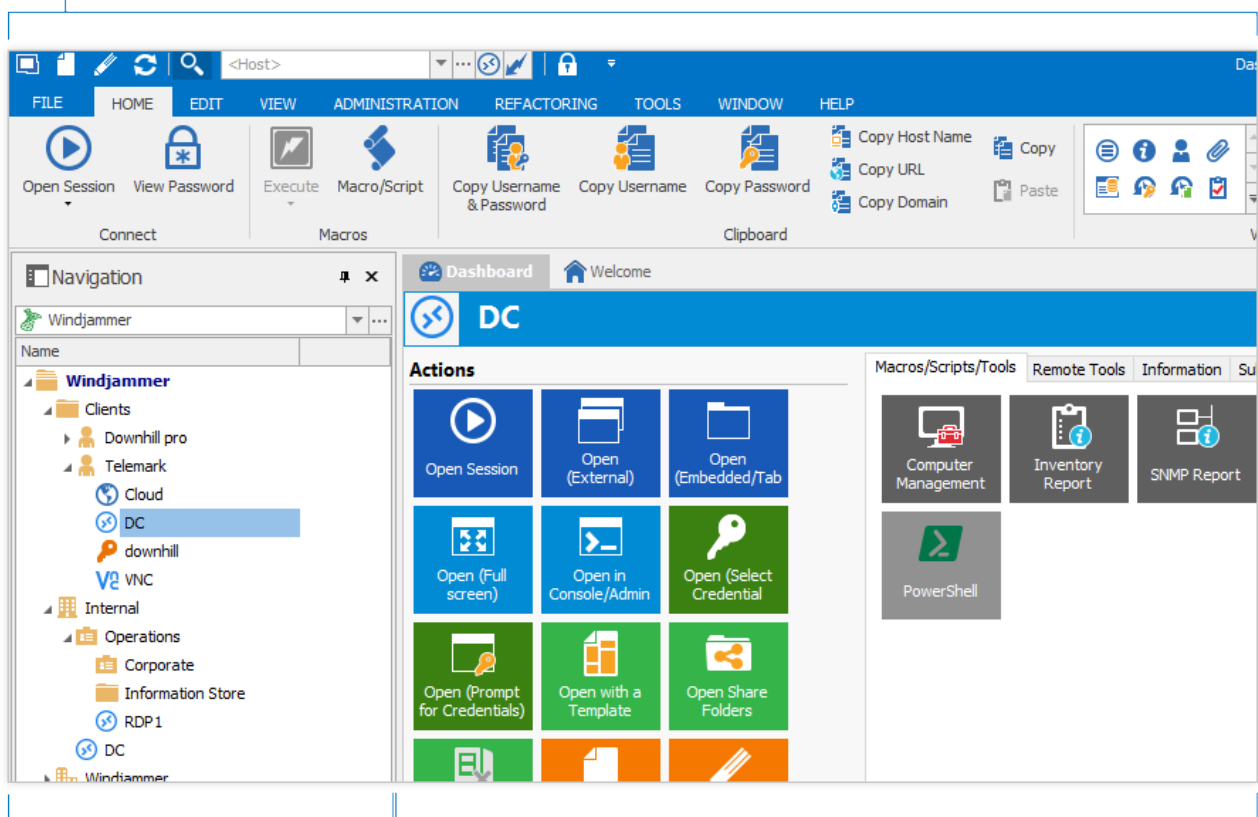 <Host>
Da
FILE HOME EDIT VIEW ADMINISTRATION REFACTORING TOOLS WINDOW HELP
Open Session
View Password
Connect
Execute
Macro/Script
Macros
Copy Username
& Password
Copy Username
Copy Password
Copy Host Name
Copy URL
Copy Domain
Copy
Paste
Clipboard
Navigation
Windjammer
Name
Windjammer
Clients
Downhill pro
Telemark
Cloud
DC
downhill
VNC
Internal
Operations
Corporate
Information Store
RDP1
DC
Windjammer
Dashboard
Welcome
DC
Actions
Open Session
Open
(External)
Open
(Embedded/Tab
Open (Full
screen)
Open in
Console/Admin
Open (Select
Credential
Open (Prompt
for Credentials)
Open with a
Template
Open Share
Folders
Macros/Scripts/Tools Remote Tools Information Su
Computer
Management
Inventory
Report
SNMP Report
PowerShell